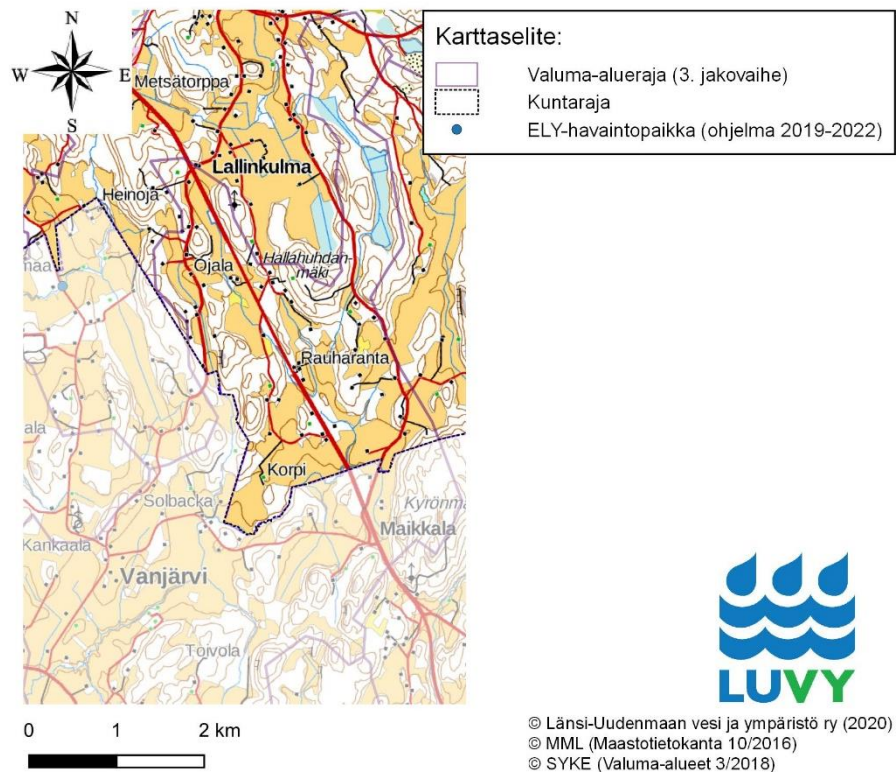 N
W E
S
Metsätorppa
Lallinkulma
Heinoja
Ojala
Hallahuhdan-
mäki
Rauharanta
Korpi
Solbacka
Kyrönm
Kankaala
Maikkala
Vanjärvi
Toivola
maa
ala
Karttaselite:
Valuma-alueraja (3. jakovaihe)
Kuntaraja
ELY-havaintopaikka (ohjelma 2019-2022)
0 1 2 km
LUVY
© Länsi-Uudenmaan vesi ja ympäristö ry (2020)
© MML (Maastotietokanta 10/2016)
© SYKE (Valuma-alueet 3/2018)